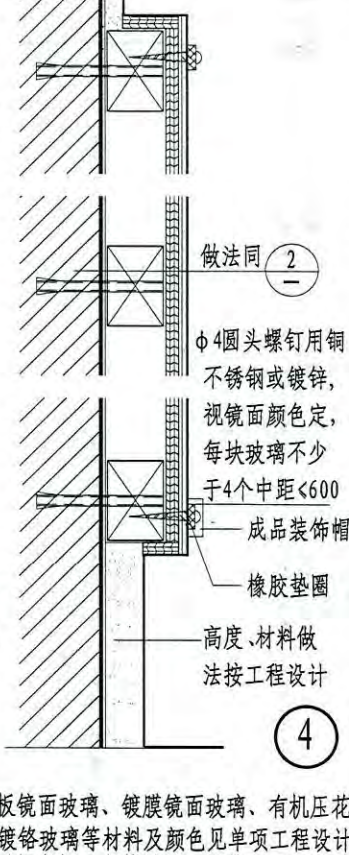 做法同 2
—
φ4圆头螺钉用铜
不锈钢或镀锌,
视镜面颜色定,
每块玻璃不少
于4个中距≤600
成品装饰帽
橡胶垫圈
高度、材料做
法按工程设计
4
板镜面玻璃、镀膜镜面玻璃、有机压花
镀铬玻璃等材料及颜色见单项工程设计